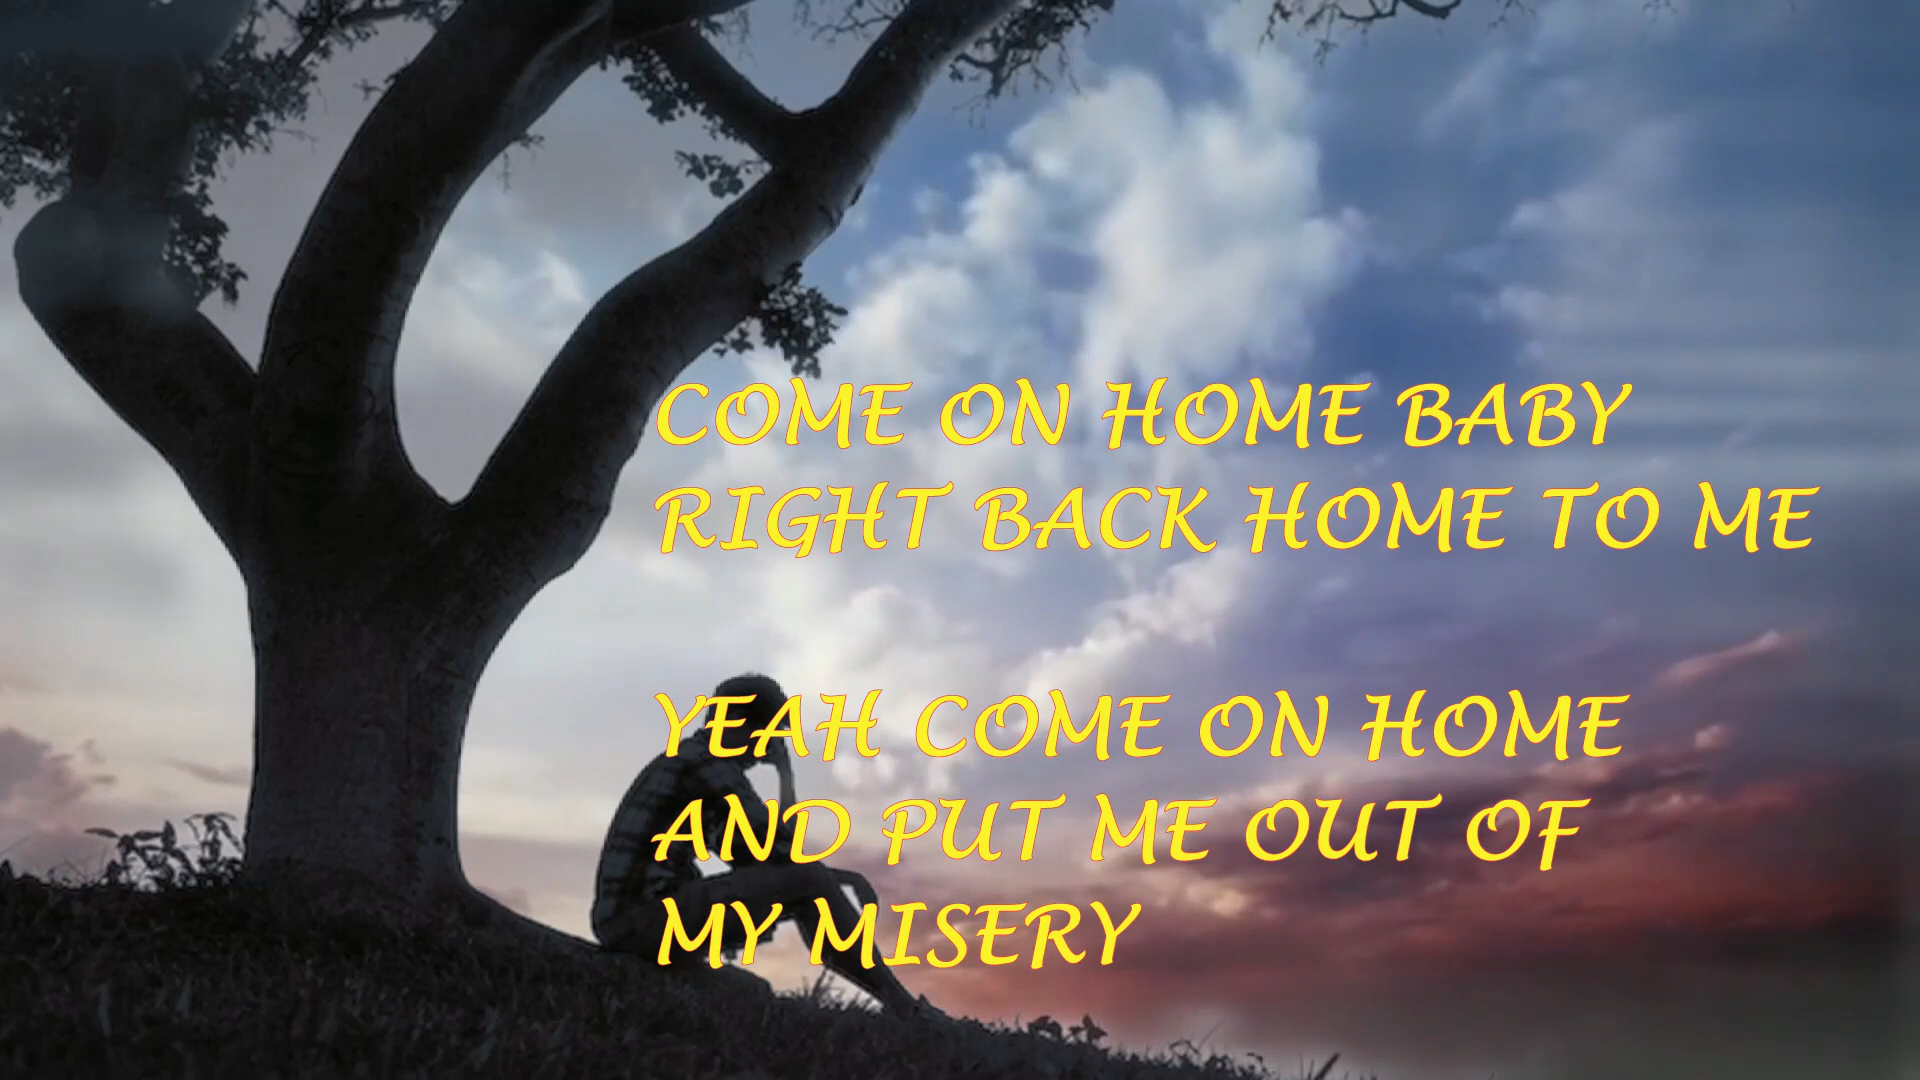 COME ON HOME BABY
RIGHT BACK HOME TO ME
YEAH COME ON HOME
AND PUT ME OUT OF
MY MISERY